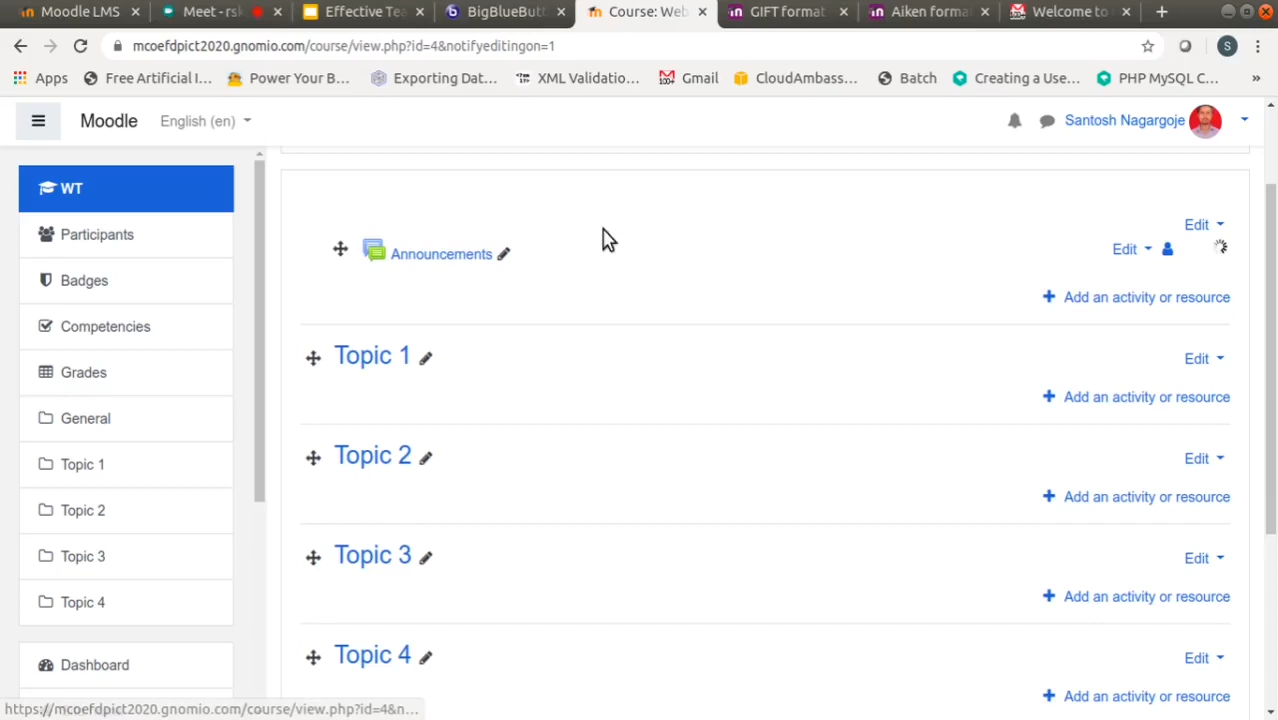 Moodle LMS
Meet - rsk
Effective Tea
BigBlueButt
Course: Web
GIFT format
Aiken forma
Welcome to
mcoefdpict2020.gnomio.com/course/view.php?id=4&notifyeditingon=1
S
Apps
Free Artificial I...
Power Your B...
Exporting Dat...
XML Validatio...
Gmail
CloudAmbass...
Batch
Creating a Use...
PHP MySQL C...
»
Moodle
English (en)
Santosh Nagargoje
WT
Participants
Badges
Competencies
Grades
General
Topic 1
Topic 2
Topic 3
Topic 4
Dashboard
Edit
Announcements
Edit
Add an activity or resource
Topic 1
Edit
Add an activity or resource
Topic 2
Edit
Add an activity or resource
Topic 3
Edit
Add an activity or resource
Topic 4
Edit
Add an activity or resource
https://mcoefdpict2020.gnomio.com/course/view.php?id=4&n...